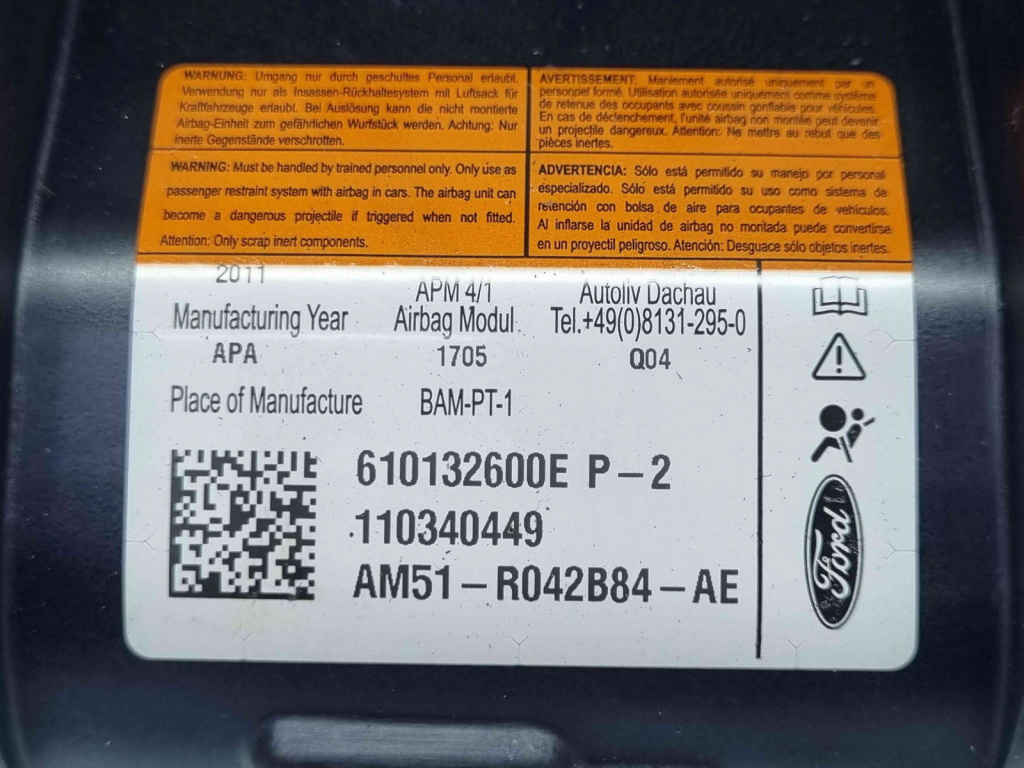 WARNUNG: Umgang nur durch geschultes Personal erlaubt.
Verwendung nur als Insassen-Rückhaltesystem mit Luftsack für
Kraftfahrzeuge erlaubt. Bei Auslösung kann die nicht montierte
Airbag-Einheit zum gefährlichen Wurfstück werden. Achtung: Nur
inerte Gegenstände verschrotten.
AVERTISSEMENT: Maniement autorisé uniquement par un
personnel formé. Utilisation autorisée uniquement comme système
de retenue des occupants avec coussin gonflable pour véhicules.
En cas de déclenchement, l'unité airbag non montée peut devenir
un projectile dangereux. Attention: Ne mettre au rebut que des
pièces inertes.
WARNING: Must be handled by trained personnel only. Only use as
passenger restraint system with airbag in cars. The airbag unit can
become a dangerous projectile if triggered when not fitted.
Attention: Only scrap inert components.
ADVERTENCIA: Sólo está permitido su manejo por personal
especializado. Sólo está permitido su uso como sistema de
retención con bolsa de aire para ocupantes de vehículos.
Al inflarse la unidad de airbag no montada puede convertirse
en un proyectil peligroso. Atención: Desguace sólo objetos inertes.
2011 APM 4/1 Autoliv Dachau
Manufacturing Year Airbag Modul Tel.+49(0)8131-295-0
APA 1705 Q04
Place of Manufacture BAM-PT-1
610132600E P-2
110340449
AM51-R042B84-AE
Ford